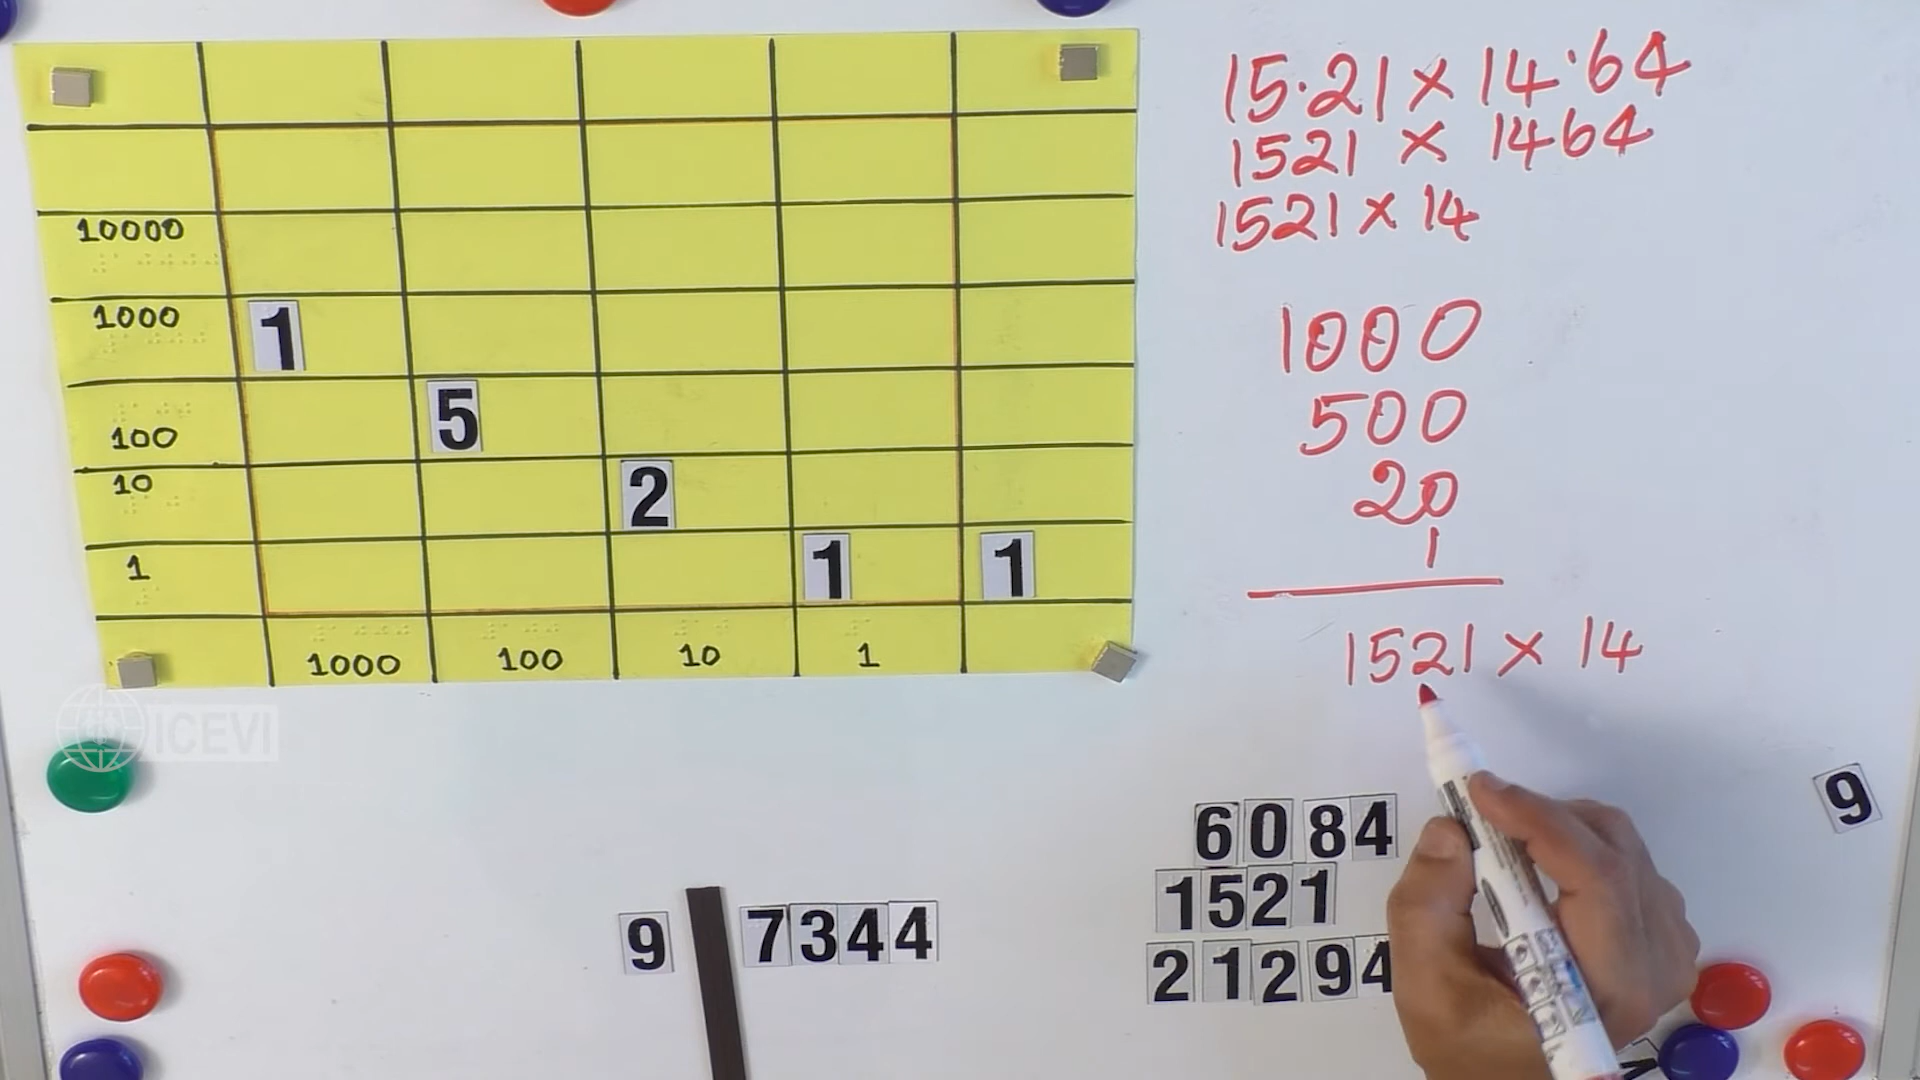 10000
1000 1
100 5
10 2
1 1 1
1000 100 10 1
15.21 × 14.64
1521 × 1464
1521 × 14
1000
500
20
1
1521 × 14
ICEVI
9 7344
6084
1521
21294
9